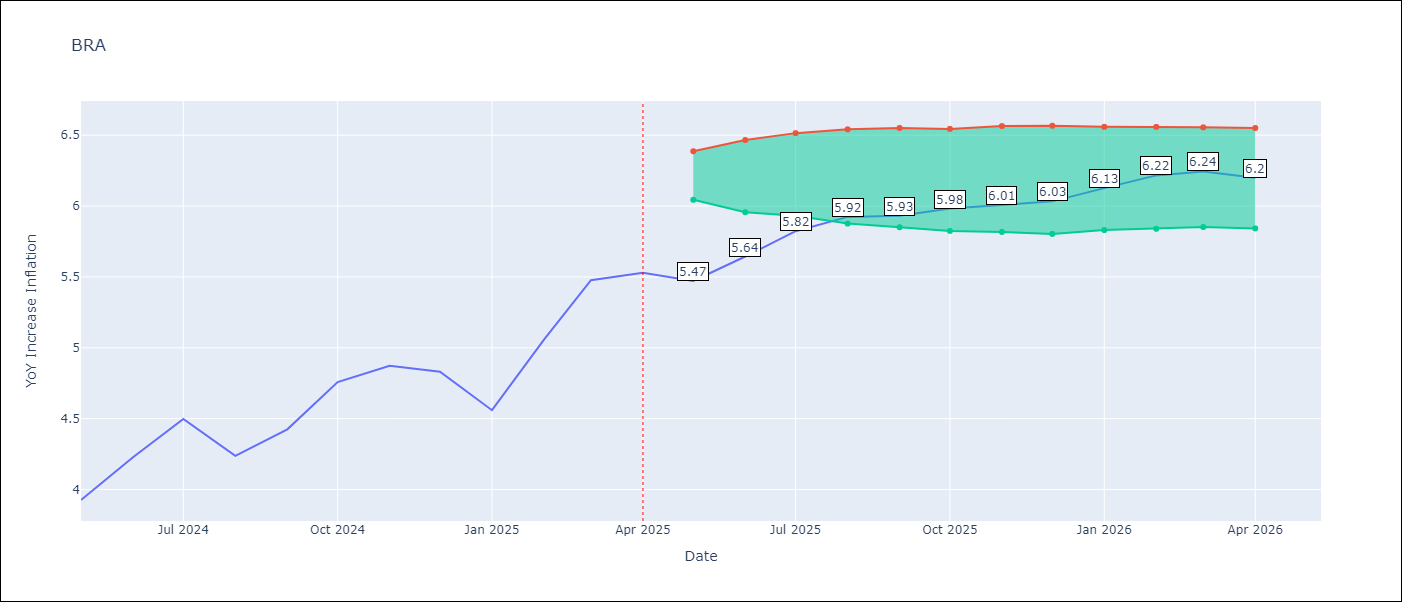 BRA
YoY Increase Inflation
6.5
6
5.5
5
4.5
4
5.47
5.64
5.82
5.92
5.93
5.98
6.01
6.03
6.13
6.22
6.24
6.2
Jul 2024
Oct 2024
Jan 2025
Apr 2025
Jul 2025
Oct 2025
Jan 2026
Apr 2026
Date